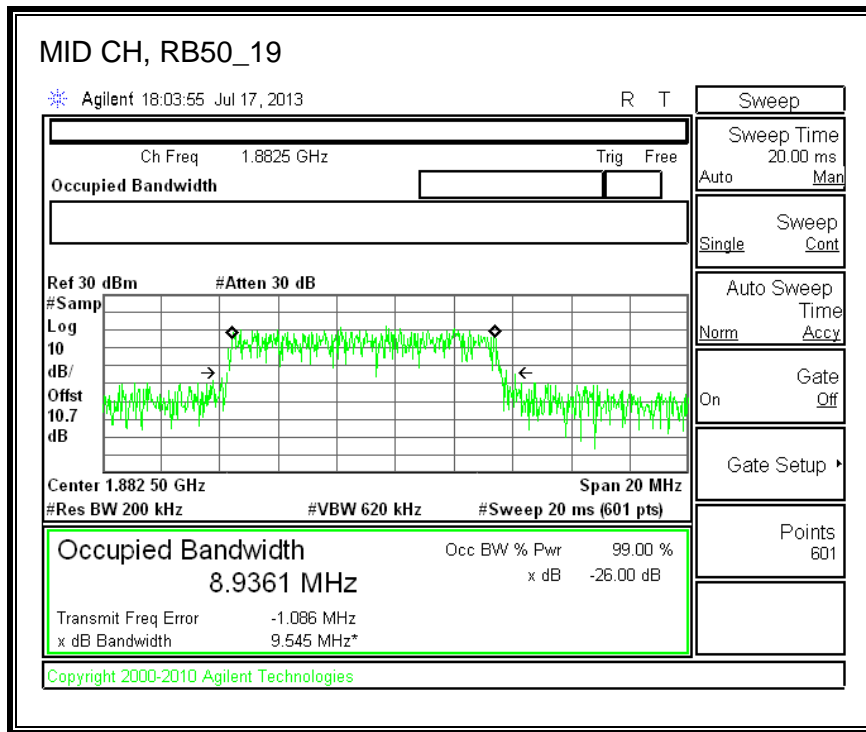 MID CH, RB50_19
Agilent 18:03:55 Jul 17, 2013 R T
Ch Freq 1.8825 GHz Trig Free
Occupied Bandwidth
Ref 30 dBm #Atten 30 dB
#Samp
Log
10
dB/
Offst
10.7
dB
Center 1.882 50 GHz Span 20 MHz
#Res BW 200 kHz #VBW 620 kHz #Sweep 20 ms (601 pts)
Occupied Bandwidth Occ BW % Pwr 99.00 %
8.9361 MHz x dB -26.00 dB
Transmit Freq Error -1.086 MHz
x dB Bandwidth 9.545 MHz*
Copyright 2000-2010 Agilent Technologies
Sweep
Sweep Time
20.00 ms
Auto Man
Sweep
Single Cont
Auto Sweep
Time
Norm Accy
Gate
On Off
Gate Setup
Points
601